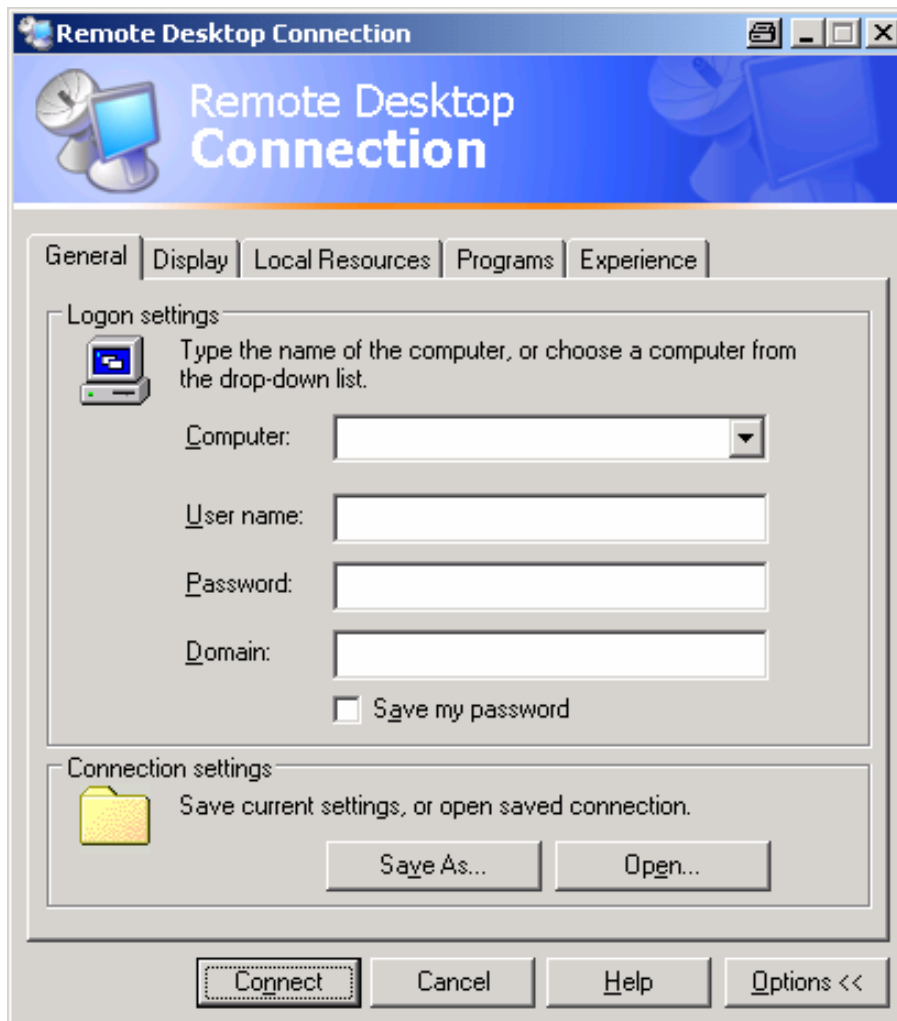 Remote Desktop Connection
Remote Desktop
Connection
General Display Local Resources Programs Experience
Logon settings
Type the name of the computer, or choose a computer from
the drop-down list.
Computer:
User name:
Password:
Domain:
Save my password
Connection settings
Save current settings, or open saved connection.
Save As... Open...
Connect Cancel Help Options <<